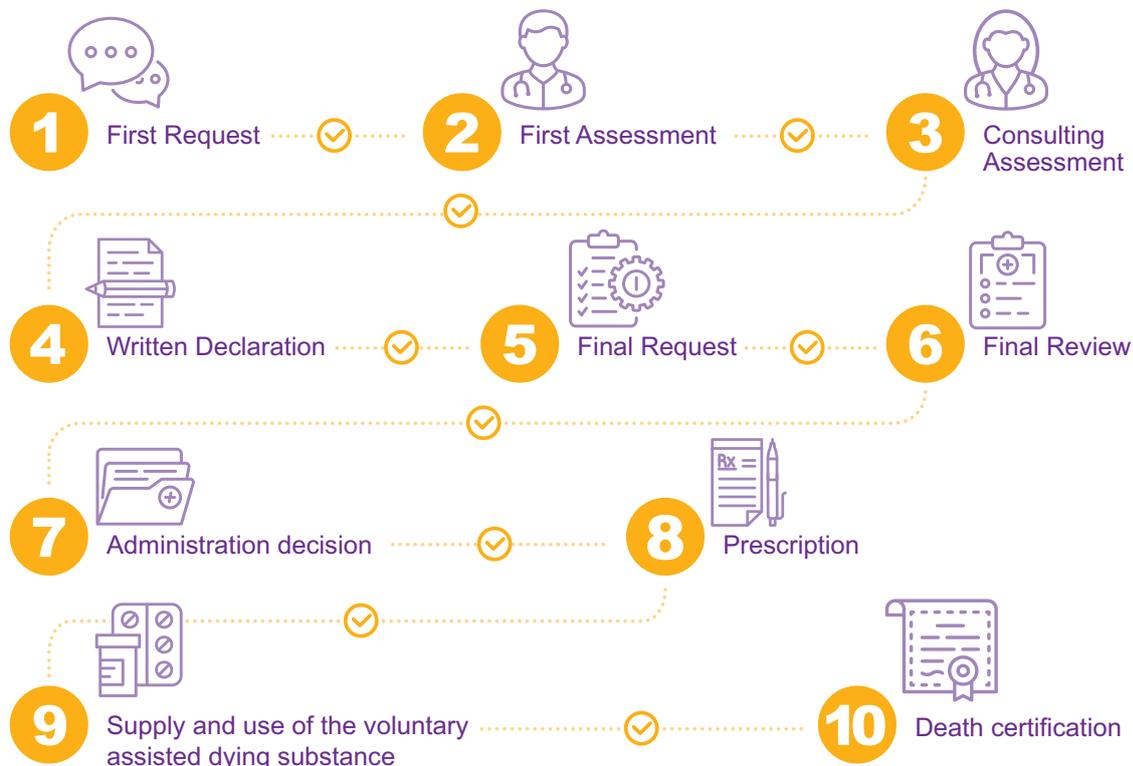 1 First Request
2 First Assessment
3 Consulting
Assessment
4 Written Declaration
5 Final Request
6 Final Review
7 Administration decision
Rx
8 Prescription
9 Supply and use of the voluntary
assisted dying substance
10 Death certification